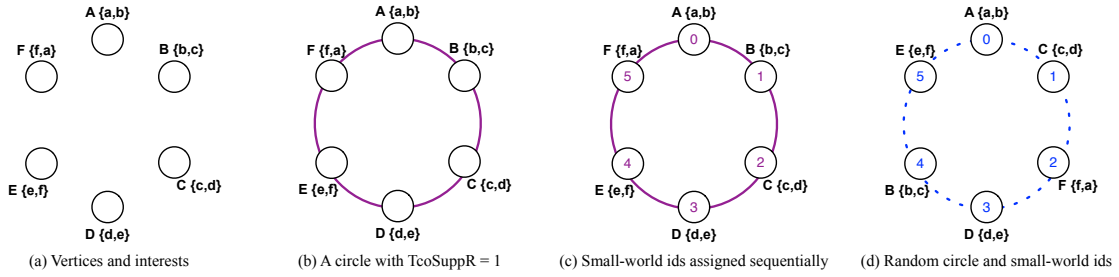 A {a,b}
F {f,a}
B {b,c}
E {e,f}
C {c,d}
D {d,e}
(a) Vertices and interests
A {a,b}
F {f,a}
B {b,c}
E {e,f}
C {c,d}
D {d,e}
(b) A circle with TcoSuppR = 1
A {a,b}
0
F {f,a}
B {b,c}
5
1
4
2
E {e,f}
C {c,d}
3
D {d,e}
(c) Small-world ids assigned sequentially
A {a,b}
0
E {e,f}
C {c,d}
5
1
4
2
B {b,c}
F {f,a}
3
D {d,e}
(d) Random circle and small-world ids